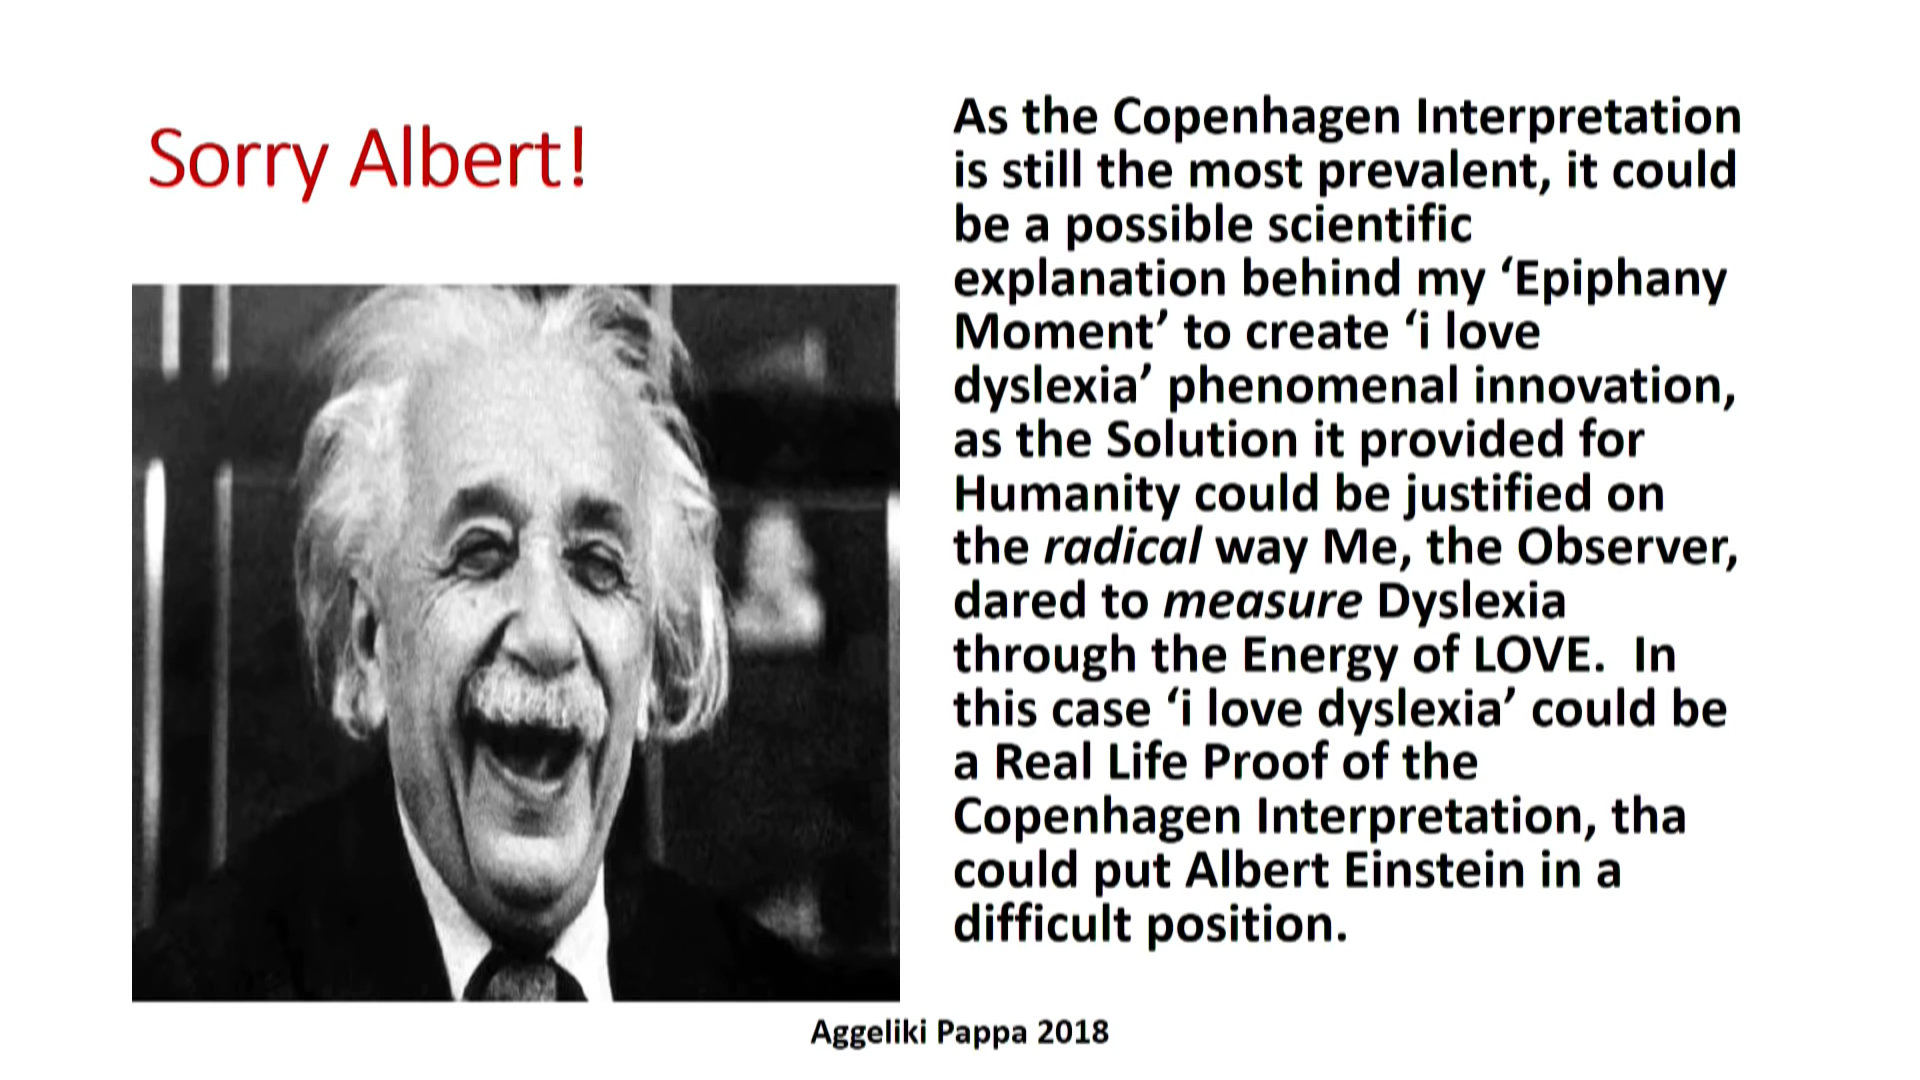 Sorry Albert!
As the Copenhagen Interpretation
is still the most prevalent, it could
be a possible scientific
explanation behind my ‘Epiphany
Moment’ to create ‘i love
dyslexia’ phenomenal innovation,
as the Solution it provided for
Humanity could be justified on
the radical way Me, the Observer,
dared to measure Dyslexia
through the Energy of LOVE.  In
this case ‘i love dyslexia’ could be
a Real Life Proof of the
Copenhagen Interpretation, tha
could put Albert Einstein in a
difficult position.
Aggeliki Pappa 2018